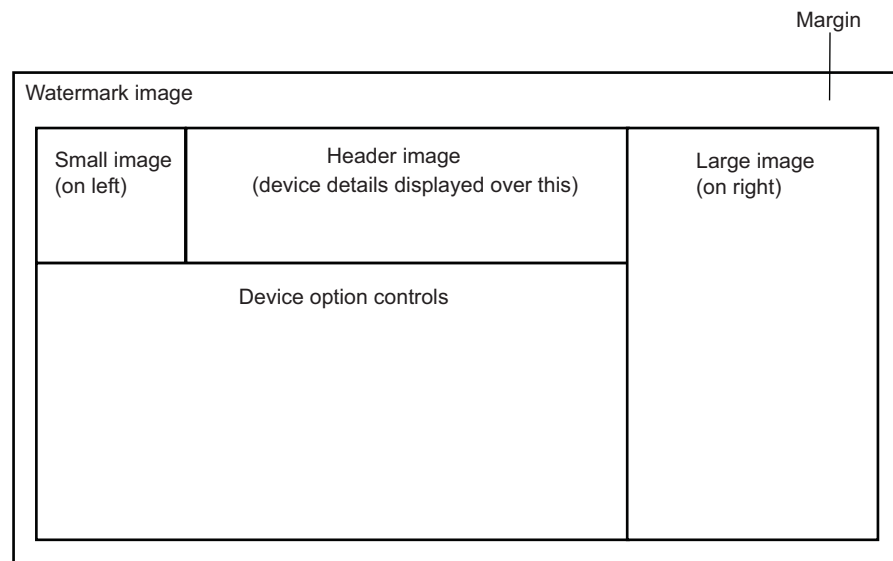 Margin
Watermark image
Small image
(on left)
Header image
(device details displayed over this)
Large image
(on right)
Device option controls